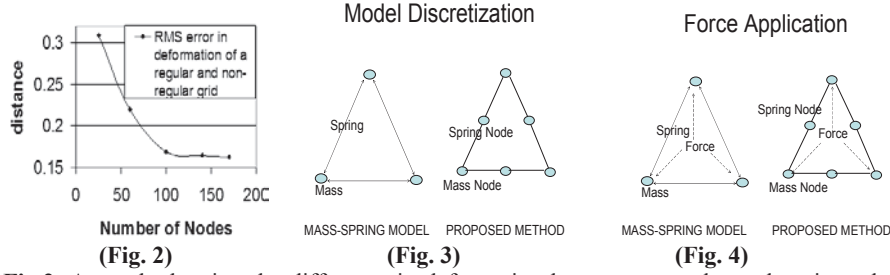 Model Discretization
Force Application
RMS error in
deformation of a
regular and non-
regular grid
distance
0.3
0.25
0.2
0.15
0 50 100 150 200
Number of Nodes
Spring
Mass
Spring Node
Mass Node
MASS-SPRING MODEL PROPOSED METHOD
Spring
Force
Mass
Spring Node
Force
Mass Node
MASS-SPRING MODEL PROPOSED METHOD
(Fig. 2) (Fig. 3) (Fig. 4)